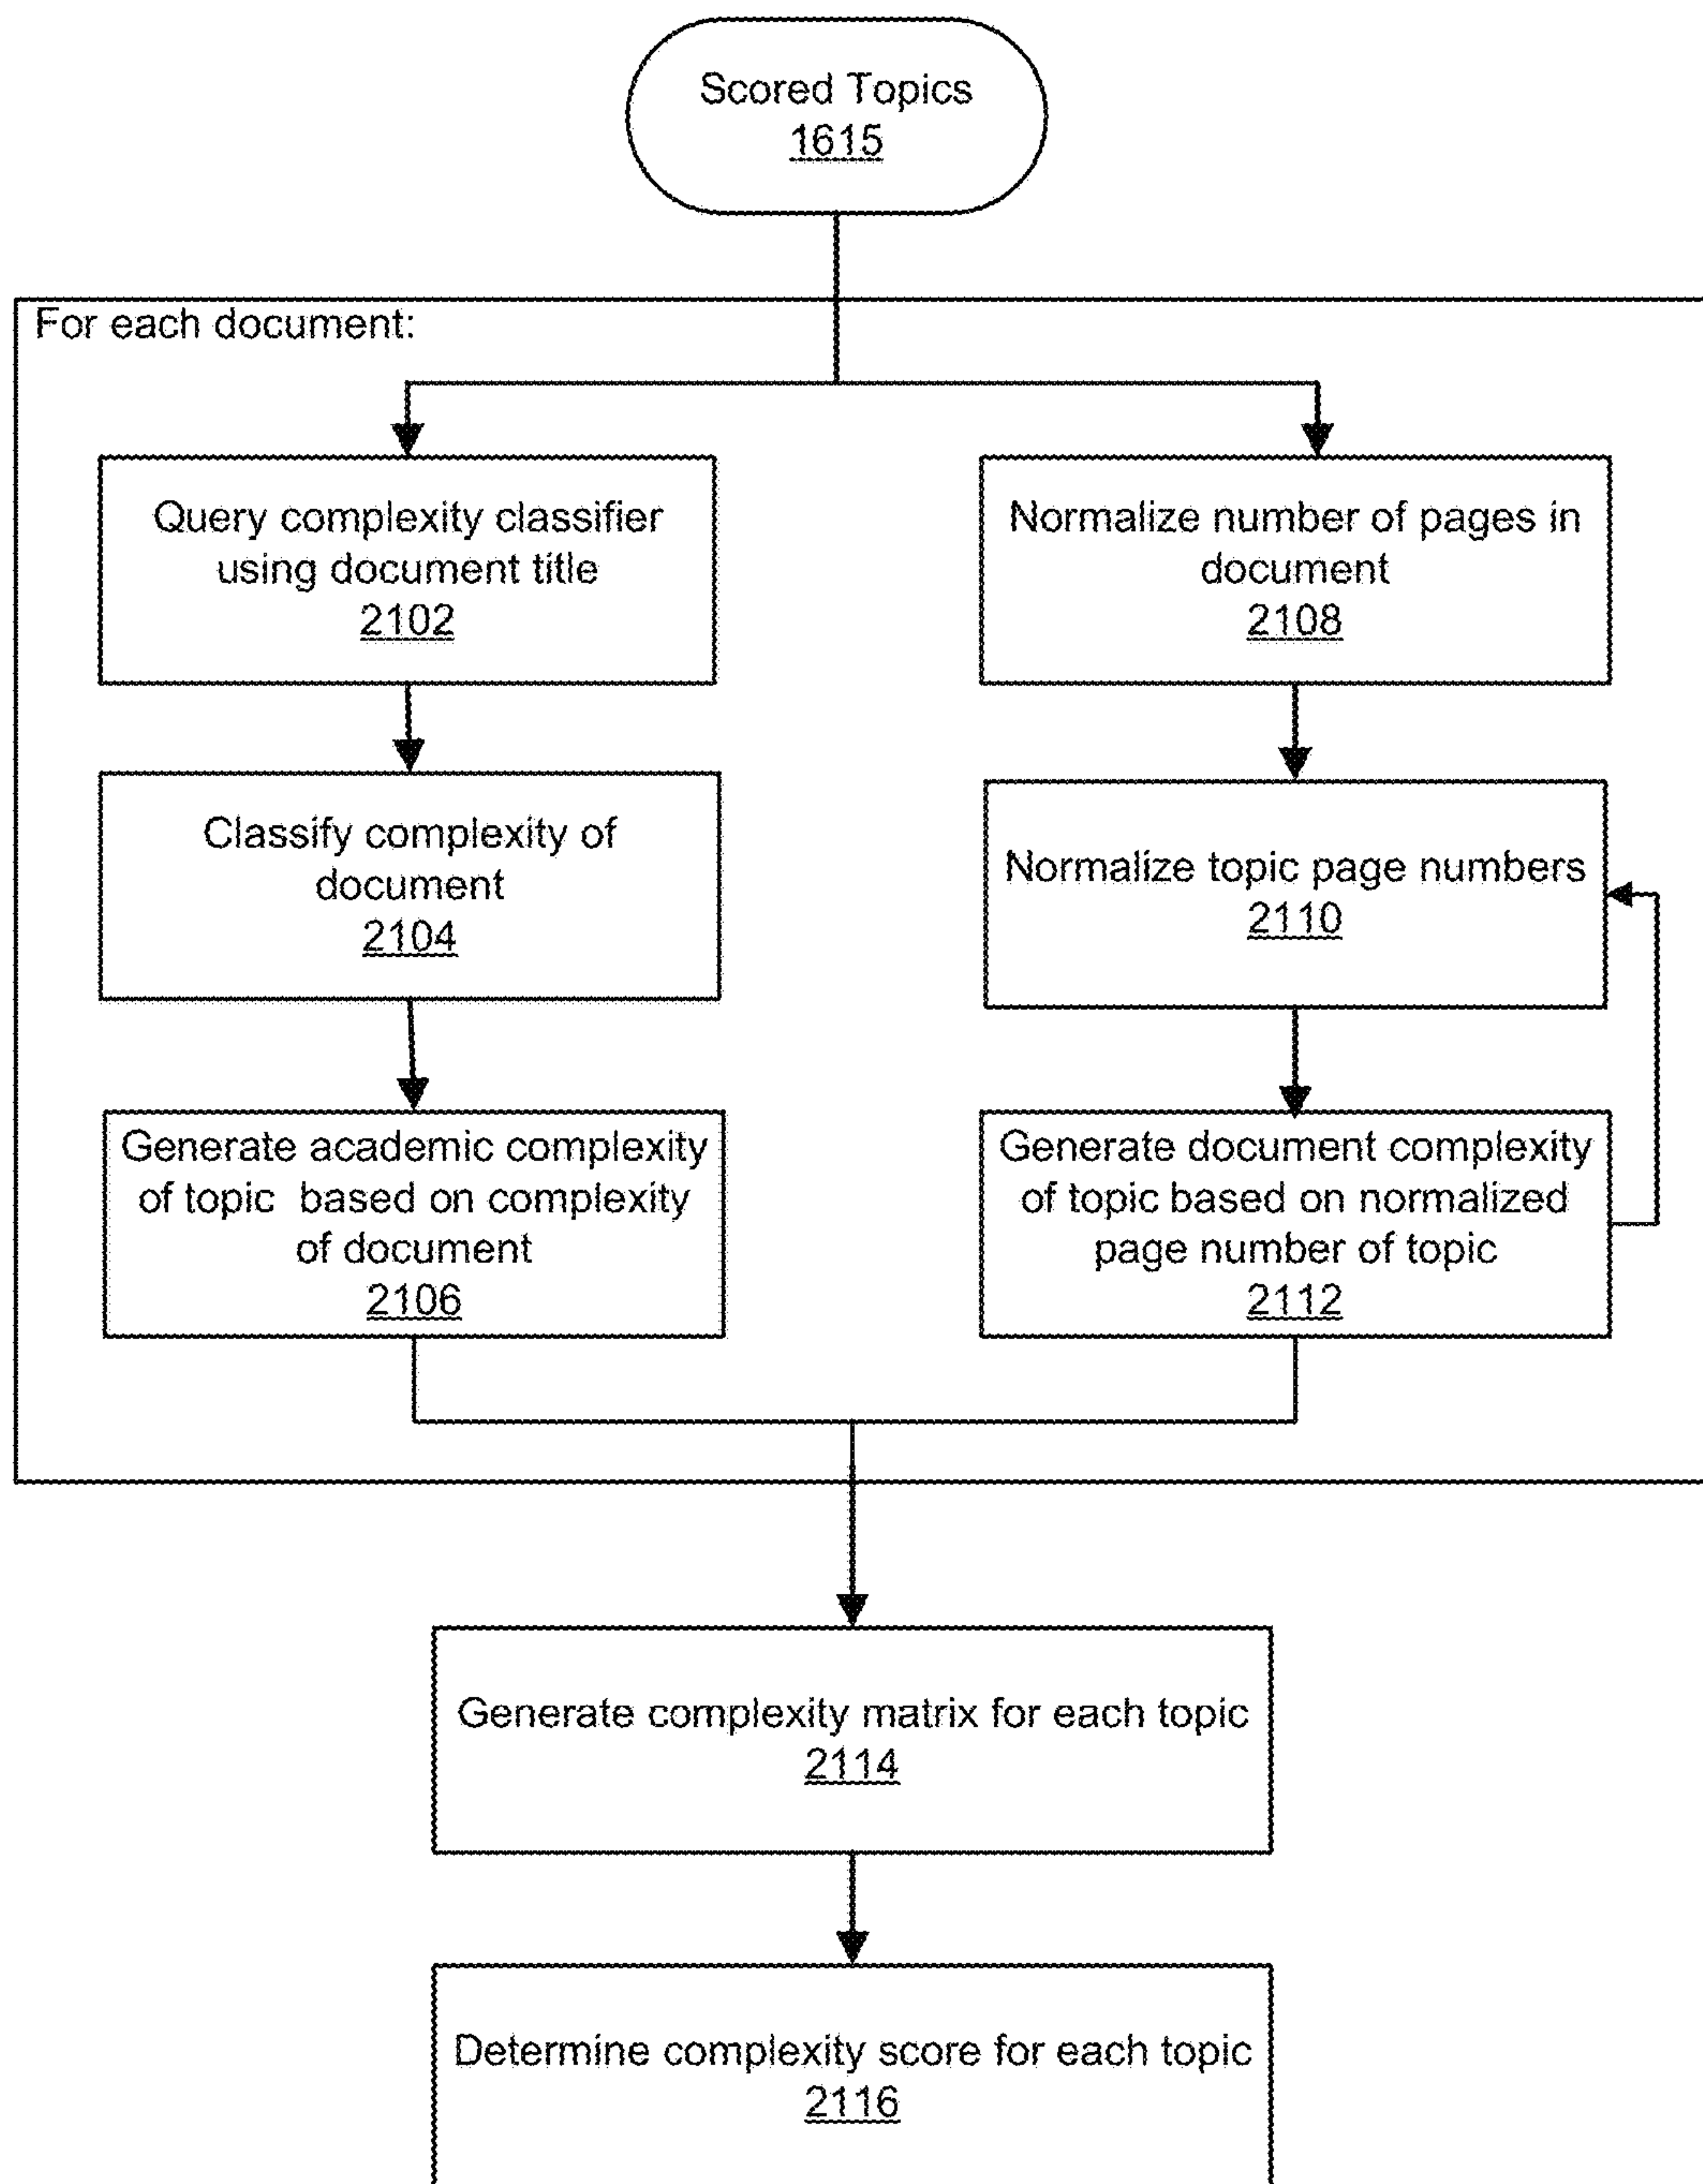 Scored Topics
1615
For each document:
Query complexity classifier
using document title
2102
Classify complexity of
document
2104
Generate academic complexity
of topic based on complexity
of document
2106
Normalize number of pages in
document
2108
Normalize topic page numbers
2110
Generate document complexity
of topic based on normalized
page number of topic
2112
Generate complexity matrix for each topic
2114
Determine complexity score for each topic
2116